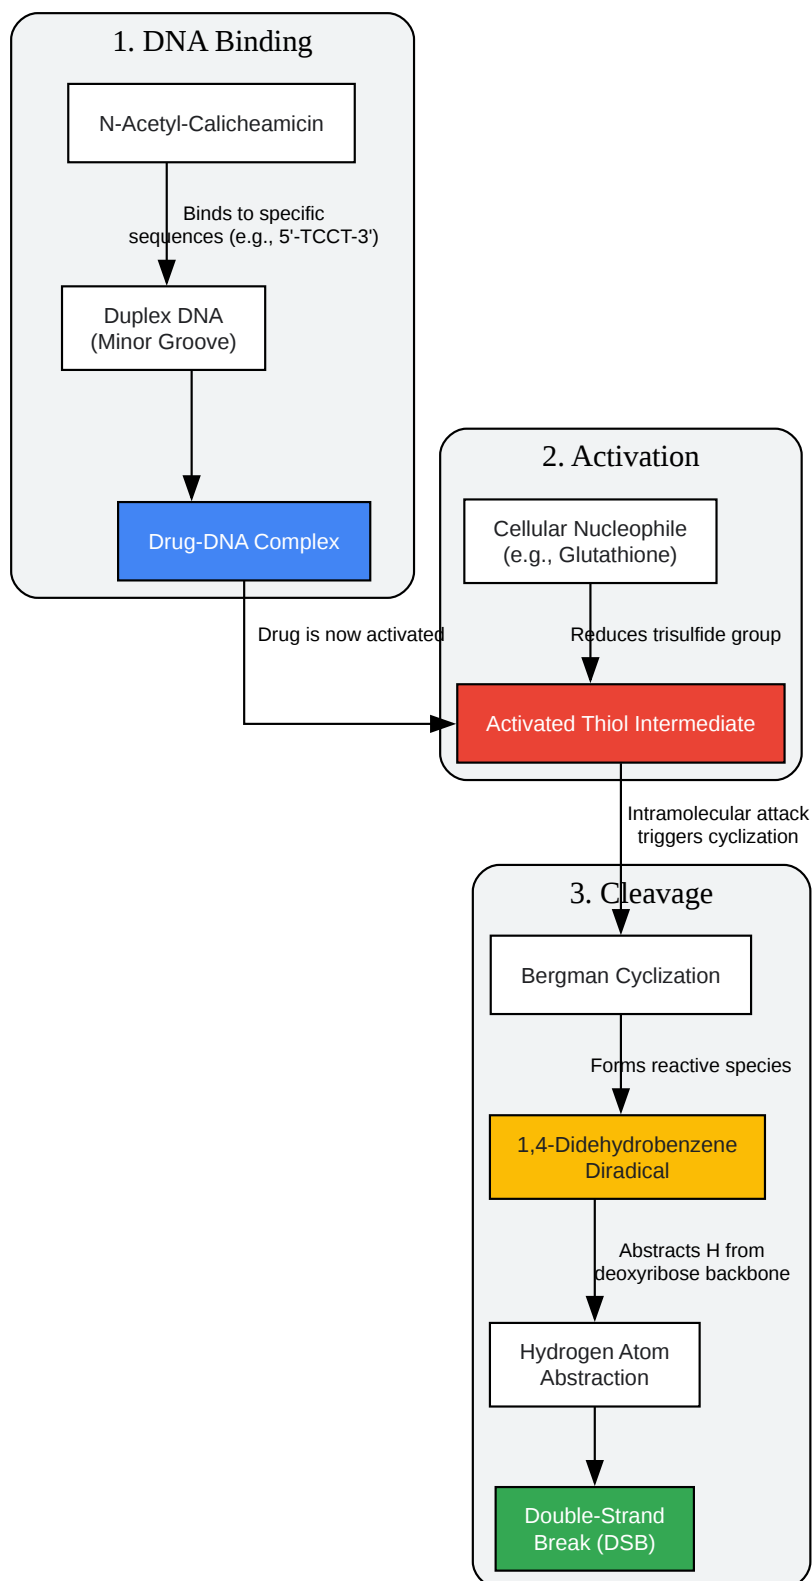 1. DNA Binding
N-Acetyl-Calicheamicin
Binds to specific
sequences (e.g., 5'-TCCT-3')
Duplex DNA
(Minor Groove)
Drug-DNA Complex
Drug is now activated
2. Activation
Cellular Nucleophile
(e.g., Glutathione)
Reduces trisulfide group
Activated Thiol Intermediate
Intramolecular attack
triggers cyclization
3. Cleavage
Bergman Cyclization
Forms reactive species
1,4-Didehydrobenzene
Diradical
Abstracts H from
deoxyribose backbone
Hydrogen Atom
Abstraction
Double-Strand
Break (DSB)